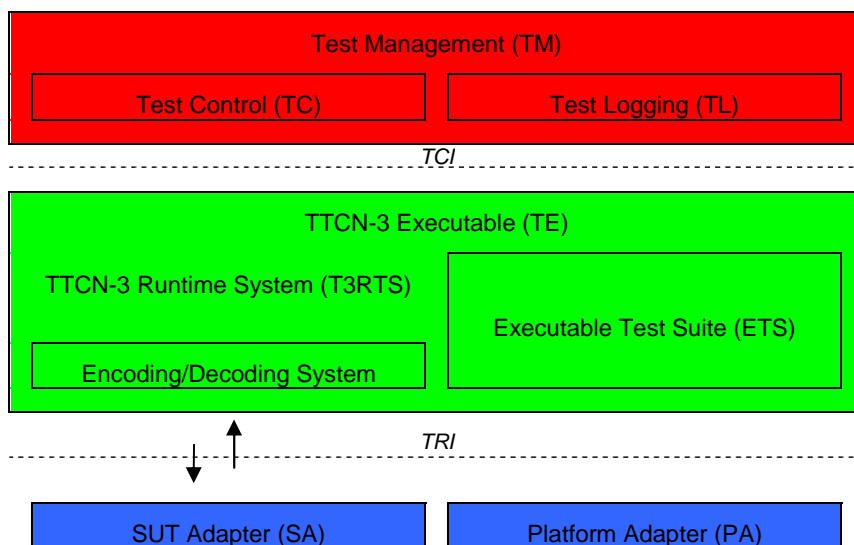 Test Management (TM)
Test Control (TC)
Test Logging (TL)
TCI
TTCN-3 Executable (TE)
TTCN-3 Runtime System (T3RTS)
Executable Test Suite (ETS)
Encoding/Decoding System
TRI
SUT Adapter (SA)
Platform Adapter (PA)